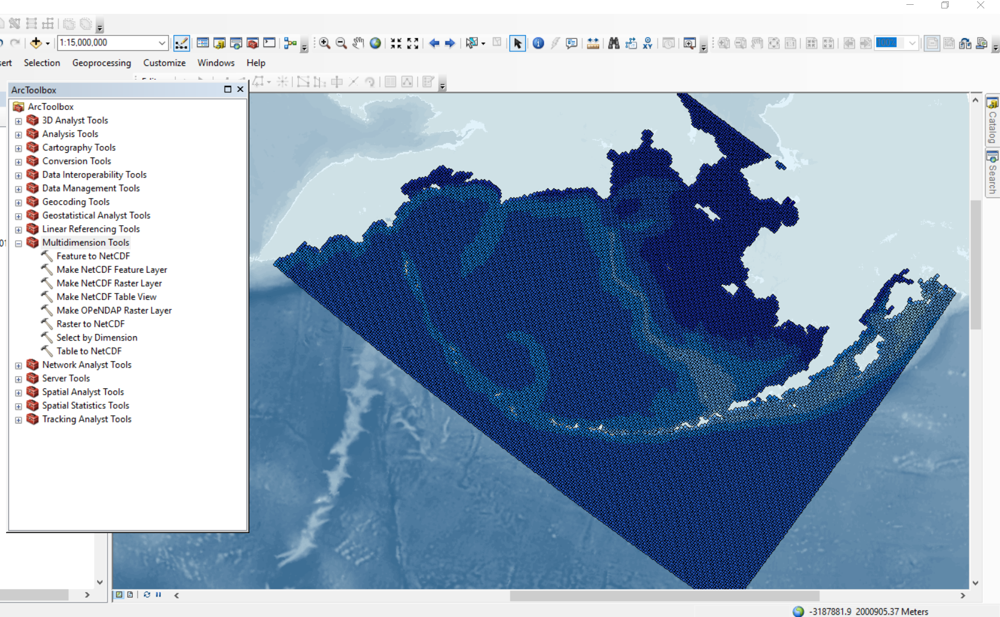 1:15,000,000
100%
sert Selection Geoprocessing Customize Windows Help
ArcToolbox
ArcToolbox
3D Analyst Tools
Analysis Tools
Cartography Tools
Conversion Tools
Data Interoperability Tools
Data Management Tools
Geocoding Tools
Geostatistical Analyst Tools
Linear Referencing Tools
01
Multidimension Tools
Feature to NetCDF
Make NetCDF Feature Layer
Make NetCDF Raster Layer
Make NetCDF Table View
Make OPeNDAP Raster Layer
Raster to NetCDF
Select by Dimension
Table to NetCDF
Network Analyst Tools
Server Tools
Spatial Analyst Tools
Spatial Statistics Tools
Tracking Analyst Tools
Catalog
Search
-3187881.9 2000905.37 Meters